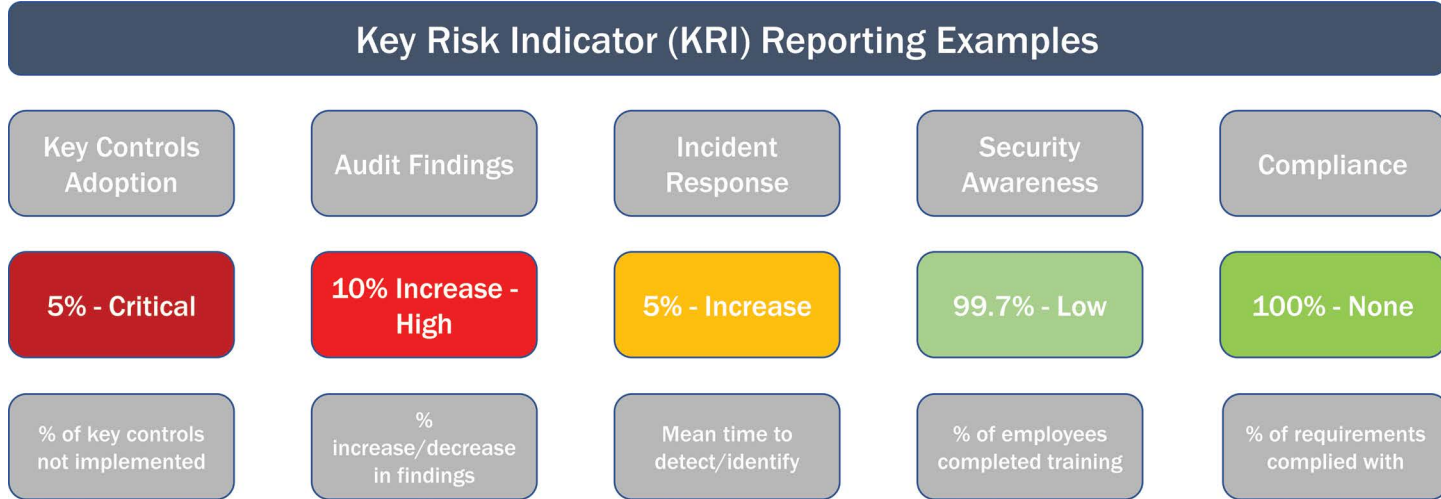 Key Risk Indicator (KRI) Reporting Examples
Key Controls
Adoption
Audit Findings
Incident
Response
Security
Awareness
Compliance
5% - Critical
10% Increase -
High
5% - Increase
99.7% - Low
100% - None
% of key controls
not implemented
%
increase/decrease
in findings
Mean time to
detect/identify
% of employees
completed training
% of requirements
complied with